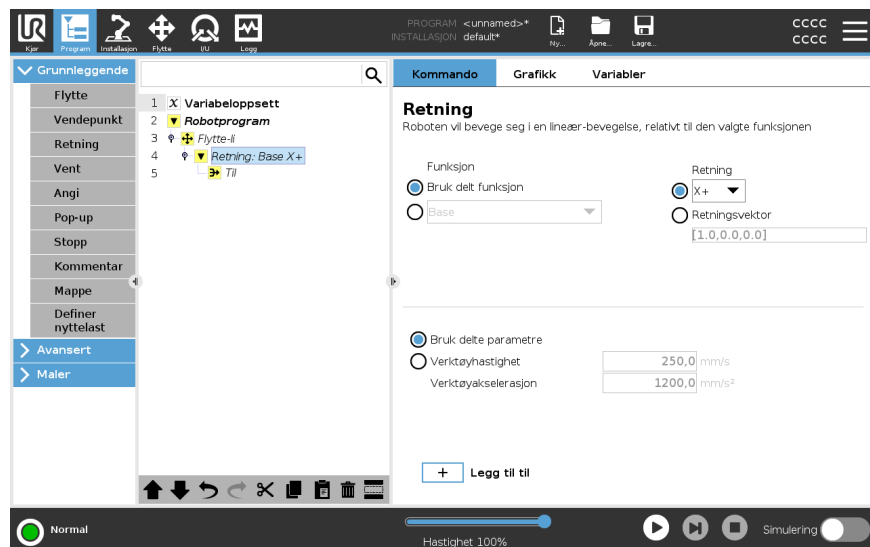 PROGRAM <unnamed>*
INSTALLASJON default*
CCCC
CCCC
Kjør Program Installasjon Flytte I/U Logg Ny... Åpne... Lagre...
Grunnleggende
Flytte
Vendepunkt
Retning
Vent
Angi
Pop-up
Stopp
Kommentar
Mappe
Definer
nyttelast
Avansert
Maler
1 X Variabeloppsett
2 Robotprogram
3 Flytte-li
4 Retning: Base X+
5 Til
Kommando Grafikk Variabler
Retning
Roboten vil bevege seg i en lineær-bevegelse, relativt til den valgte funksjonen
Funksjon
Bruk delt funksjon
Base
Retning
X+
Retningsvektor
[1.0,0.0,0.0]
Bruk delte parametre
Verktøyhastighet 250,0 mm/s
Verktøyakselerasjon 1200,0 mm/s²
+ Legg til til
Normal
Hastighet 100%
Simulering